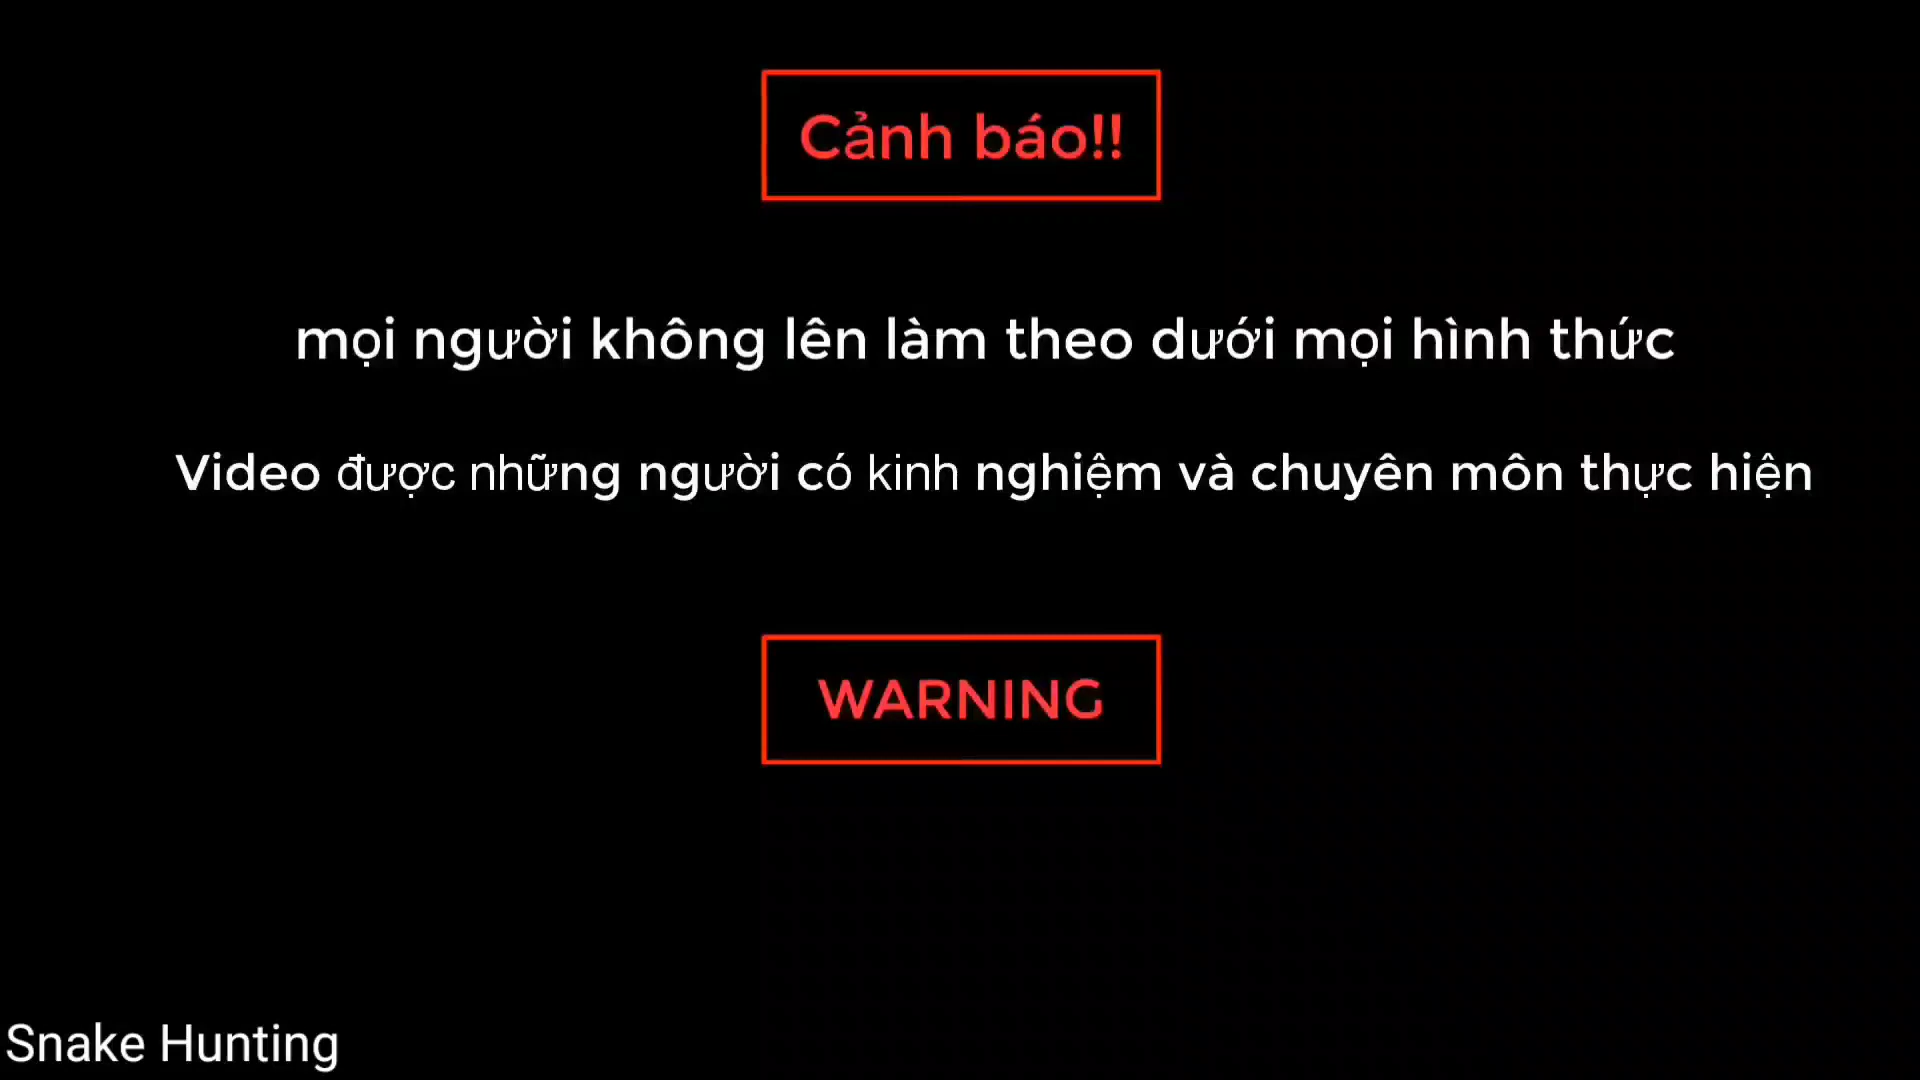 Cảnh báo!!
mọi người không lên làm theo dưới mọi hình thức
Video được những người có kinh nghiệm và chuyên môn thực hiện
WARNING
Snake Hunting